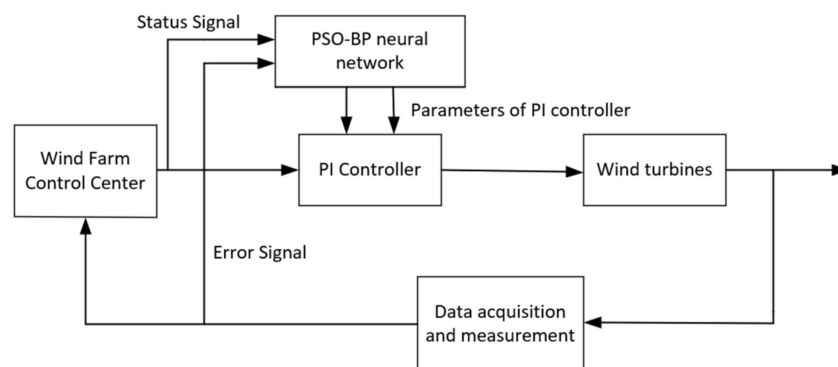 Status Signal
PSO-BP neural
network
Parameters of PI controller
Wind Farm
Control Center
PI Controller
Wind turbines
Error Signal
Data acquisition
and measurement